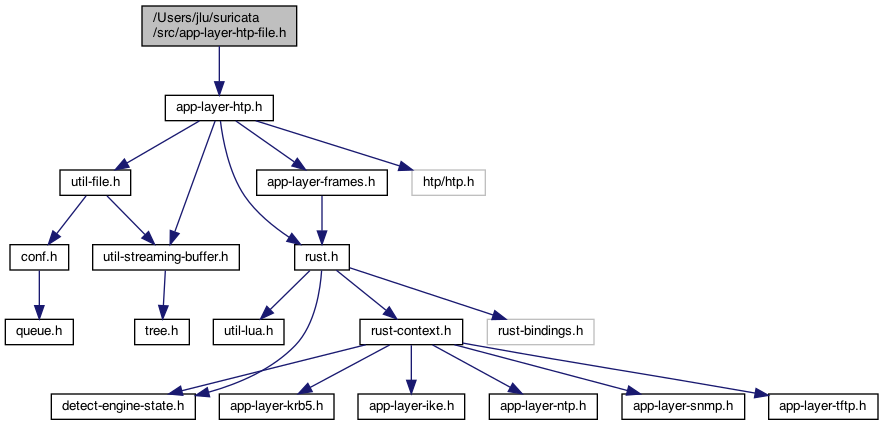 /Users/jlu/suricata
/src/app-layer-htp-file.h
app-layer-htp.h
util-file.h
app-layer-frames.h
htp/htp.h
conf.h
util-streaming-buffer.h
rust.h
queue.h
tree.h
util-lua.h
rust-context.h
rust-bindings.h
detect-engine-state.h
app-layer-krb5.h
app-layer-ike.h
app-layer-ntp.h
app-layer-snmp.h
app-layer-tftp.h